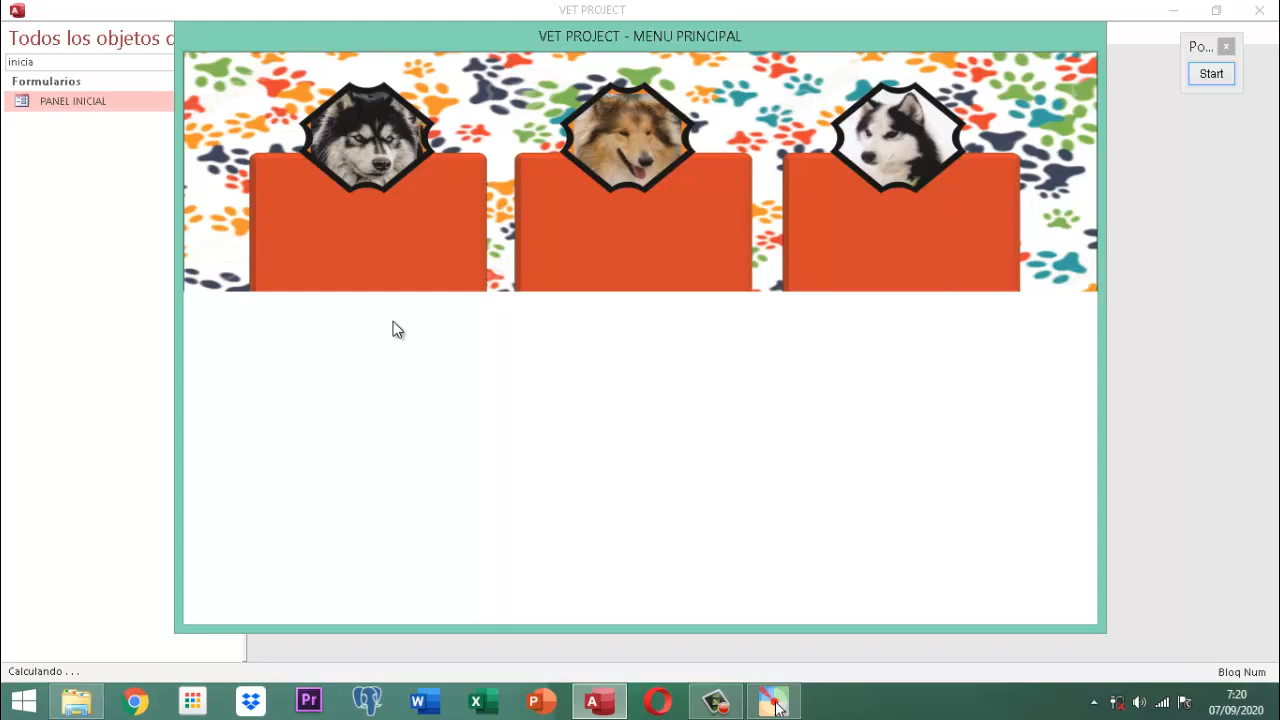 VET PROJECT
Todos los objetos d
inicia
Formularios
PANEL INICIAL
VET PROJECT - MENU PRINCIPAL
Po...
Start
Calculando . . .
Bloq Num
Pr
W
X
P
A
7:20
07/09/2020